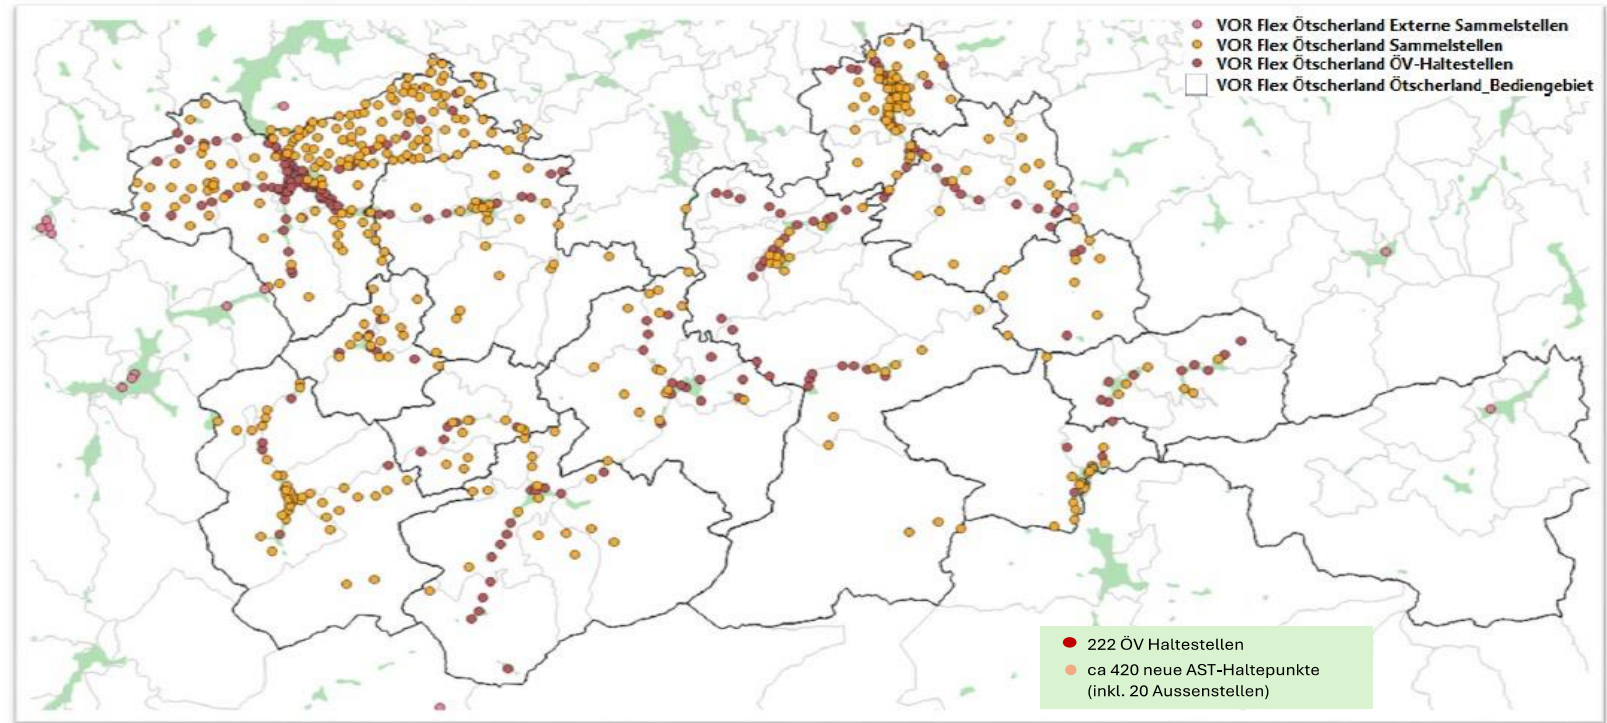 VOR Flex Ötscherland Externe Sammelstellen
VOR Flex Ötscherland Sammelstellen
VOR Flex Ötscherland ÖV-Haltestellen
VOR Flex Ötscherland Ötscherland_Bediengebiet
222 ÖV Haltestellen
ca 420 neue AST-Haltepunkte
(inkl. 20 Aussenstellen)